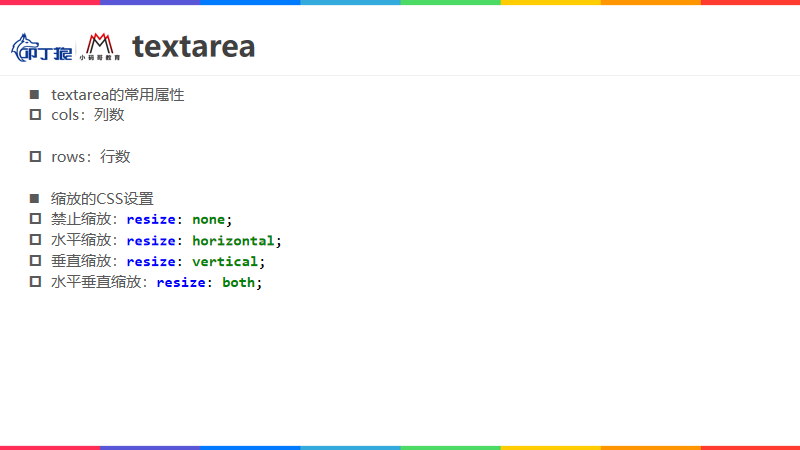 叩丁狼
小码哥教育
textarea
textarea的常用属性
cols：列数
rows：行数
缩放的CSS设置
禁止缩放：resize: none;
水平缩放：resize: horizontal;
垂直缩放：resize: vertical;
水平垂直缩放：resize: both;